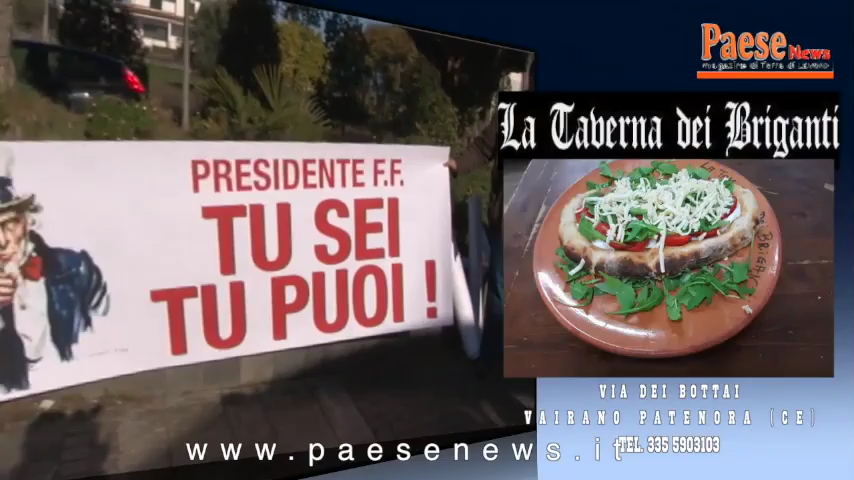 Paese News
magazine di Terra di Lavoro
La Taverna dei Briganti
PRESIDENTE F.F.
TU SEI
TU PUOI !
VIA DEI BOTTAI
VAIRANO PATENORA (CE)
TEL. 335 5903103
www.paesenews.it